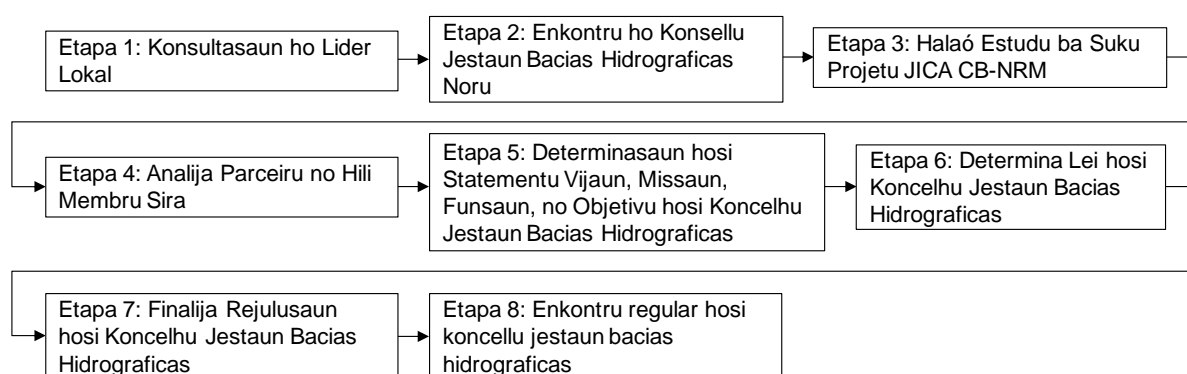 Etapa 1: Konsultasaun ho Lider
Lokal
Etapa 2: Enkontru ho Konsellu
Jestaun Bacias Hidrograficas
Noru
Etapa 3: Halaó Estudu ba Suku
Projetu JICA CB-NRM
Etapa 4: Analija Parceiru no Hili
Membru Sira
Etapa 5: Determinasaun hosi
Statementu Vijaun, Missaun,
Funsaun, no Objetivu hosi Koncelhu
Jestaun Bacias Hidrograficas
Etapa 6: Determina Lei hosi
Koncelhu Jestaun Bacias
Hidrograficas
Etapa 7: Finalija Rejulusaun
hosi Koncelhu Jestaun Bacias
Hidrograficas
Etapa 8: Enkontru regular hosi
koncellu jestaun bacias
hidrograficas